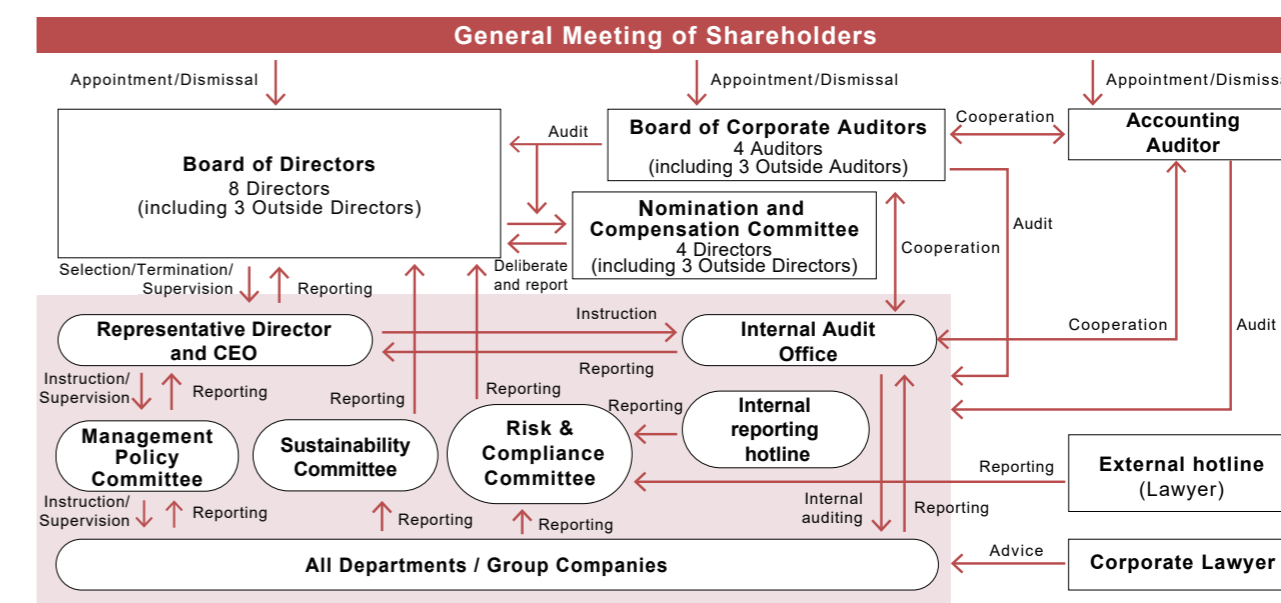 General Meeting of Shareholders
Appointment/Dismissal
Appointment/Dismissal
Appointment/Dismissa
Board of Directors
8 Directors
(including 3 Outside Directors)
Audit
Board of Corporate Auditors
4 Auditors
(including 3 Outside Auditors)
Cooperation
Accounting
Auditor
Nomination and
Compensation Committee
4 Directors
(including 3 Outside Directors)
Audit
Cooperation
Deliberate
and report
Selection/Termination/
Supervision
Reporting
Representative Director
and CEO
Instruction
Reporting
Internal Audit
Office
Cooperation
Audit
Instruction/
Supervision
Reporting
Reporting
Reporting
Reporting
Management
Policy
Committee
Sustainability
Committee
Risk &
Compliance
Committee
Internal
reporting
hotline
Reporting
External hotline
(Lawyer)
Instruction/
Supervision
Reporting
Reporting
Reporting
Internal
auditing
Reporting
All Departments / Group Companies
Advice
Corporate Lawyer